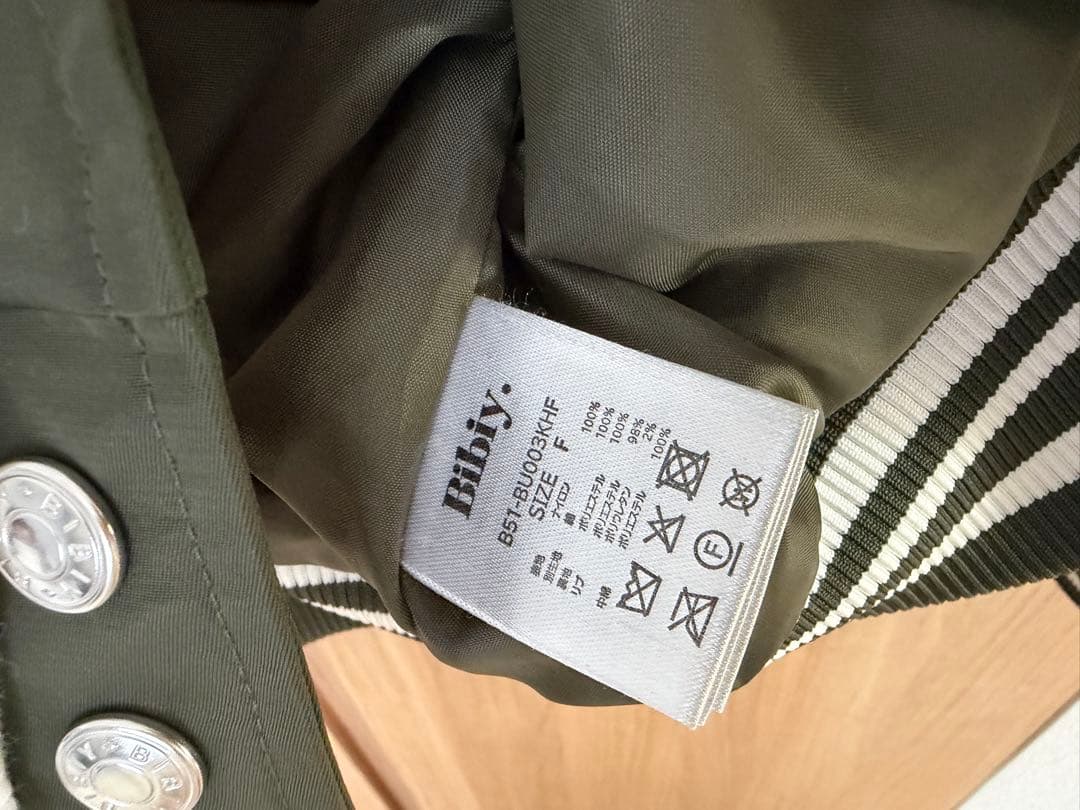 Bibiy.
B51-BU003KHF
SIZE F
表地 ナイロン 100%
別生地 綿 100%
裏地 ポリエステル 100%
リブ ポリエステル 98%
ポリウレタン 2%
中綿 ポリエステル 100%
F